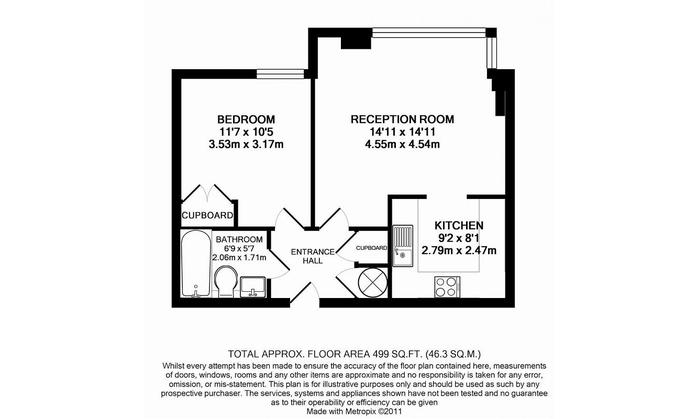 BEDROOM
11'7 x 10'5
3.53m x 3.17m
RECEPTION ROOM
14'11 x 14'11
4.55m x 4.54m
CUPBOARD
KITCHEN
9'2 x 8'1
2.79m x 2.47m
BATHROOM
6'9 x 5'7
2.06m x 1.71m
ENTRANCE
HALL
CUPBOARD
TOTAL APPROX. FLOOR AREA 499 SQ.FT. (46.3 SQ.M.)
Whilst every attempt has been made to ensure the accuracy of the floor plan contained here, measurements
of doors, windows, rooms and any other items are approximate and no responsibility is taken for any error,
omission, or mis-statement. This plan is for illustrative purposes only and should be used as such by any
prospective purchaser. The services, systems and appliances shown have not been tested and no guarantee
as to their operability or efficiency can be given
Made with Metropix ©2011